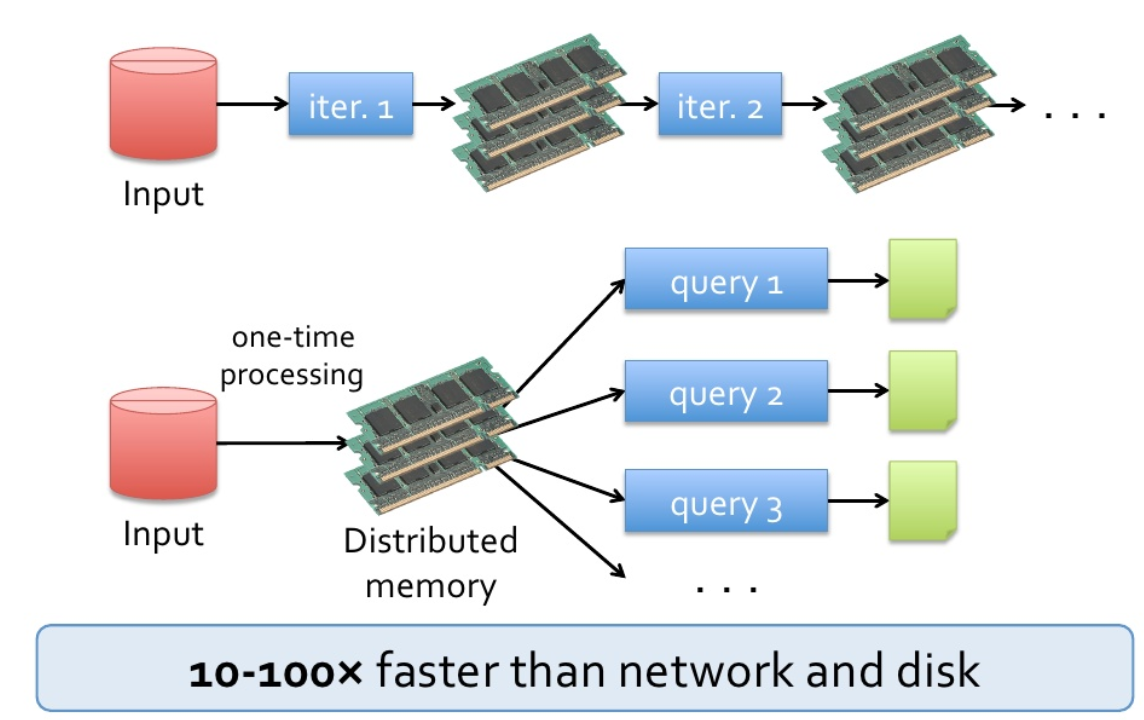 iter. 1
iter. 2
. . .
Input
query 1
one-time
processing
query 2
query 3
Input
Distributed
memory
. . .
10-100× faster than network and disk